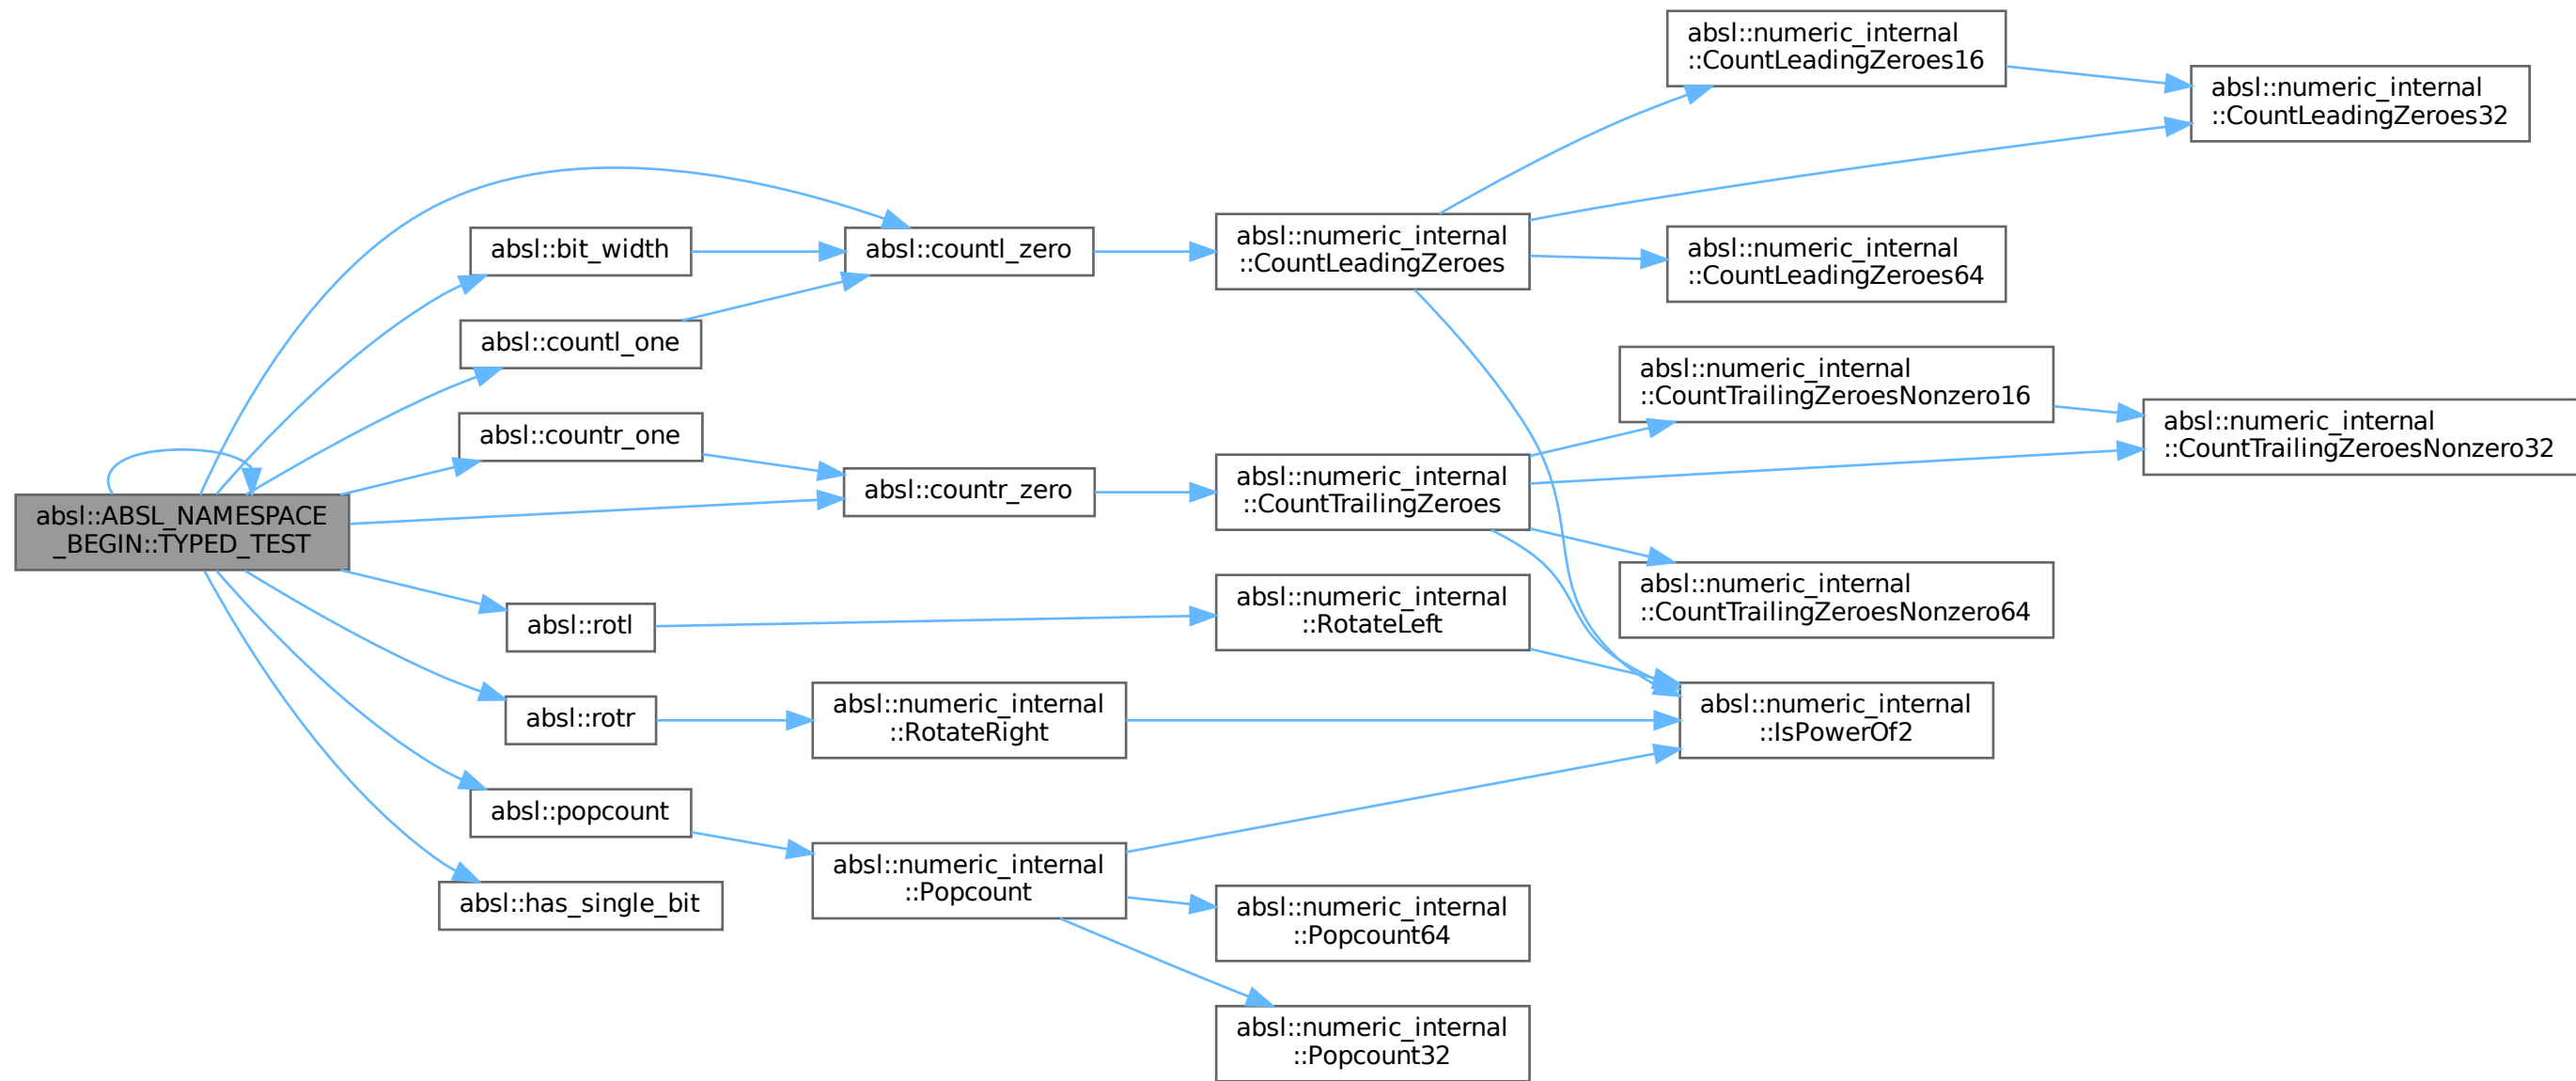 absl::ABSL_NAMESPACE
_BEGIN::TYPED_TEST
absl::bit_width
absl::countl_one
absl::countr_one
absl::rotl
absl::rotr
absl::popcount
absl::has_single_bit
absl::countl_zero
absl::countr_zero
absl::numeric_internal
::RotateRight
absl::numeric_internal
::Popcount
absl::numeric_internal
::CountLeadingZeroes
absl::numeric_internal
::CountTrailingZeroes
absl::numeric_internal
::RotateLeft
absl::numeric_internal
::Popcount64
absl::numeric_internal
::Popcount32
absl::numeric_internal
::CountLeadingZeroes16
absl::numeric_internal
::CountLeadingZeroes64
absl::numeric_internal
::CountTrailingZeroesNonzero16
absl::numeric_internal
::CountTrailingZeroesNonzero64
absl::numeric_internal
::IsPowerOf2
absl::numeric_internal
::CountLeadingZeroes32
absl::numeric_internal
::CountTrailingZeroesNonzero32